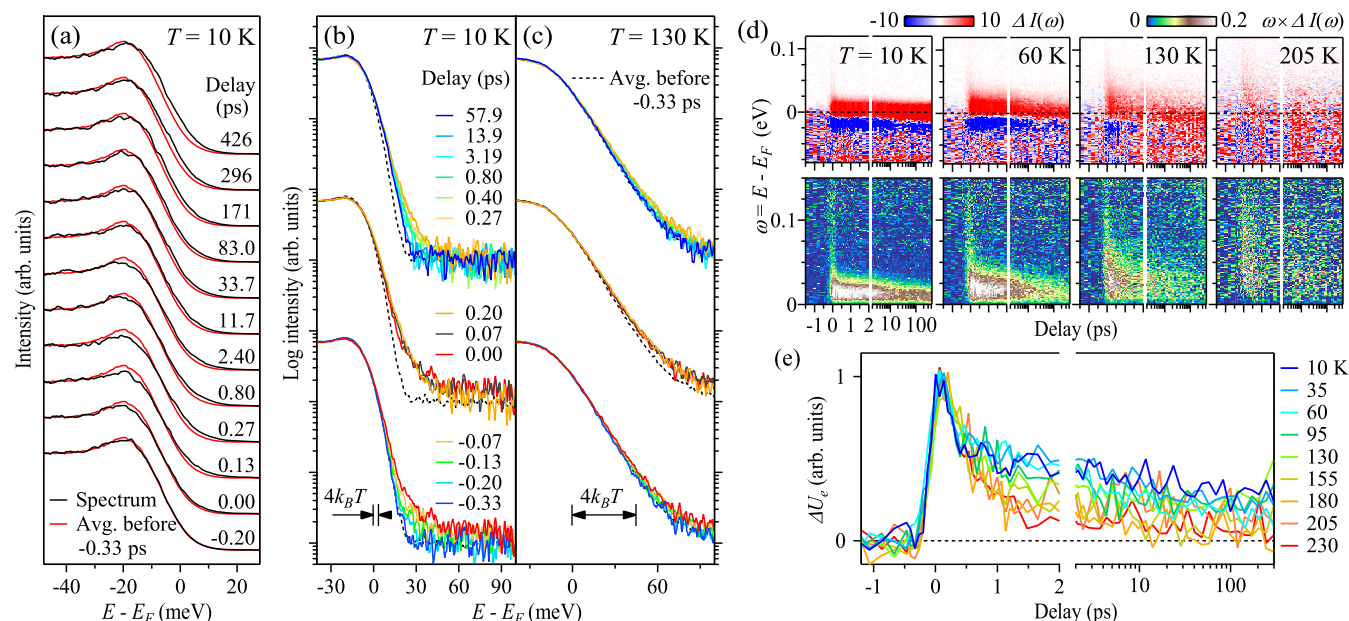 (a)
T = 10 K
Delay
(ps)
426
296
171
83.0
33.7
11.7
2.40
0.80
0.27
0.13
0.00
-0.20
Spectrum
Avg. before
-0.33 ps
Intensity (arb. units)
-40
-20
0
20
E - E_F (meV)
(b)
T = 10 K
Delay (ps)
57.9
13.9
3.19
0.80
0.40
0.27
0.20
0.07
0.00
-0.07
-0.13
-0.20
-0.33
4k_BT
Log intensity (arb. units)
-40
0
40
80
E - E_F (meV)
(c)
T = 130 K
Avg. before
-0.33 ps
4k_BT
0
60
(d)
-10
10
ΔI(ω)
0
0.2
ω×ΔI(ω)
T = 10 K
60 K
130 K
205 K
0.1
0
0.1
0
ω = E - E_F (eV)
-1 0 1 2 10 100
Delay (ps)
(e)
1
0
ΔU_e (arb. units)
-1
0
1
2
10
100
Delay (ps)
10 K
35
60
95
130
155
180
205
230